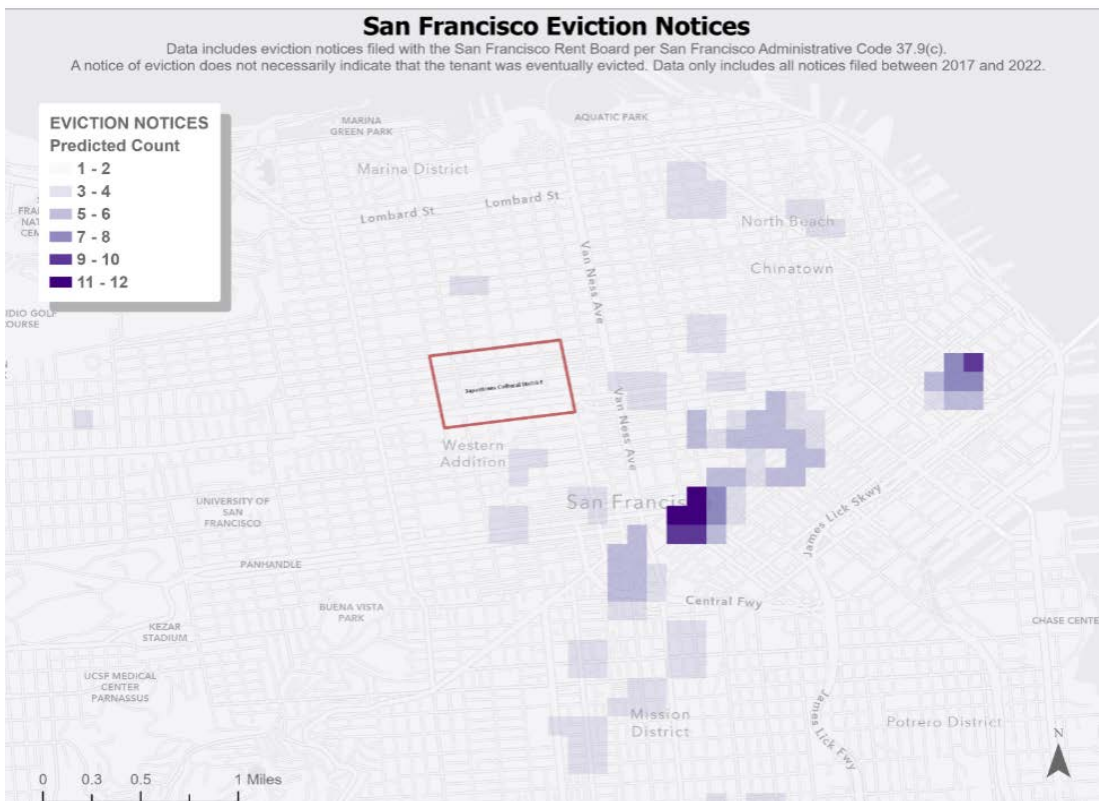 San Francisco Eviction Notices
Data includes eviction notices filed with the San Francisco Rent Board per San Francisco Administrative Code 37.9(c).
A notice of eviction does not necessarily indicate that the tenant was eventually evicted. Data only includes all notices filed between 2017 and 2022.
EVICTION NOTICES
Predicted Count
1 - 2
3 - 4
5 - 6
7 - 8
9 - 10
11 - 12
MARINA
GREEN PARK
AQUATIC PARK
Marina District
Lombard St
Lombard St
North Beach
Van Ness Ave
Chinatown
Japantown Cultural District
Van Ness Ave
Western
Addition
San Francisc
UNIVERSITY OF
SAN
FRANCISCO
James Lick Skwy
PANHANDLE
Central Fwy
BUENA VISTA
PARK
KEZAR
STADIUM
CHASE CENTE
UCSF MEDICAL
CENTER
PARNASSUS
Mission
District
James Lick Fwy
Potrero District
N
0 0.3 0.5 1 Miles